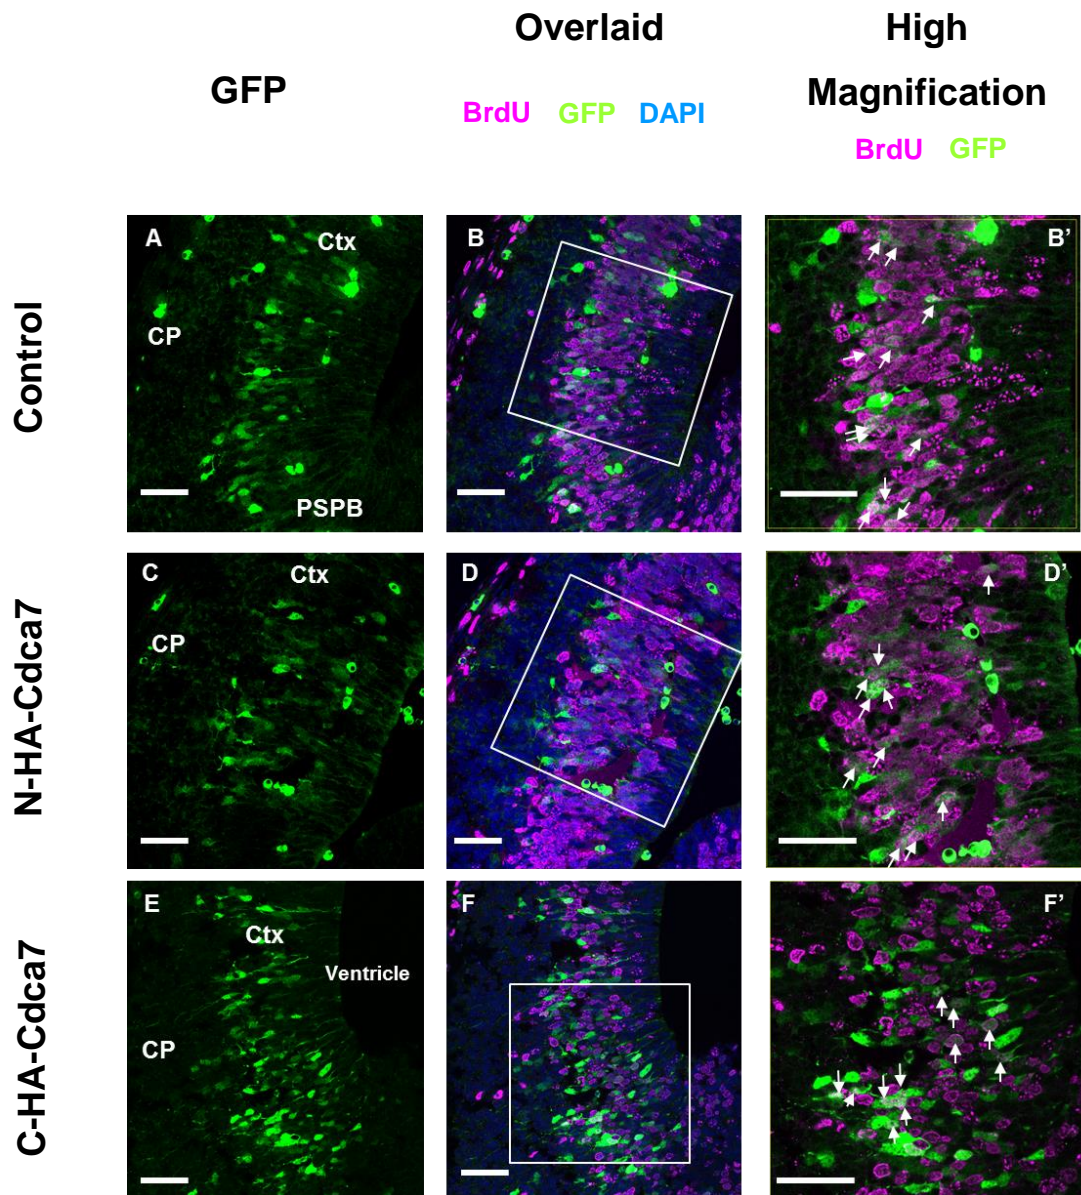 Overlaid
High
GFP
Magnification
BrdU GFP DAPI
BrdU GFP
Control
A
Ctx
CP
PSPB
B
B’
N-HA-Cdca7
C
Ctx
CP
D
D’
C-HA-Cdca7
E
Ctx
Ventricle
CP
F
F’